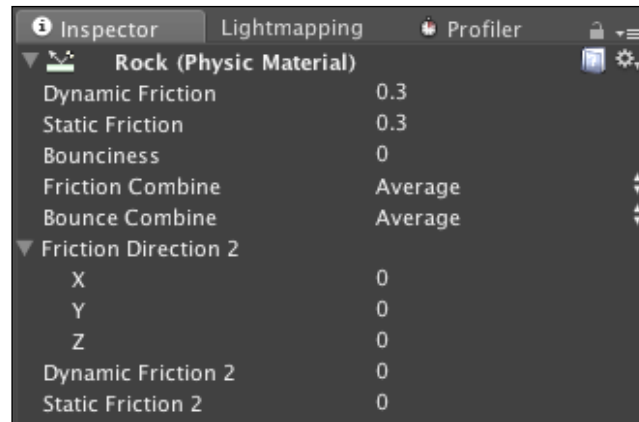 Inspector Lightmapping Profiler
Rock (Physic Material)
Dynamic Friction 0.3
Static Friction 0.3
Bounciness 0
Friction Combine Average
Bounce Combine Average
Friction Direction 2
X 0
Y 0
Z 0
Dynamic Friction 2 0
Static Friction 2 0